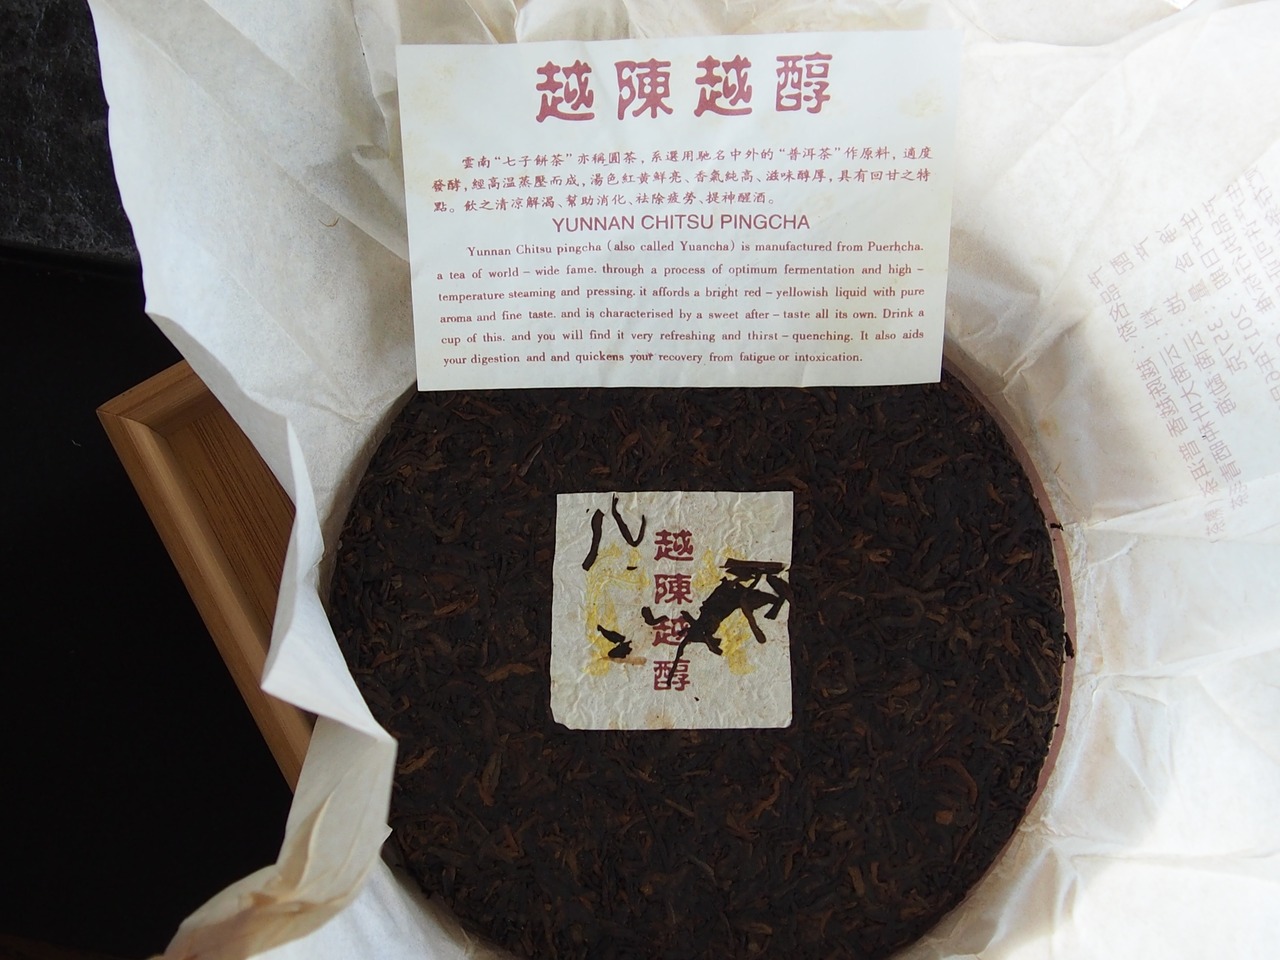 越陳越醇
雲南“七子餅茶”亦稱圓茶，系選用馳名中外的“普洱茶”作原料，適度
發酵，經高温蒸壓而成，湯色紅黄鮮亮、香氣純高、滋味醇厚，具有回甘之特
點。飲之清凉解渴、幫助消化、祛除疲勞、提神醒酒。
YUNNAN CHITSU PINGCHA
Yunnan Chitsu pingcha (also called Yuancha) is manufactured from Puerhcha.
a tea of world – wide fame. through a process of optimum fermentation and high –
temperature steaming and pressing. it affords a bright red – yellowish liquid with pure
aroma and fine taste. and is characterised by a sweet after – taste all its own. Drink a
cup of this. and you will find it very refreshing and thirst – quenching. It also aids
your digestion and and quickens your recovery from fatigue or intoxication.
越
陳
越
醇